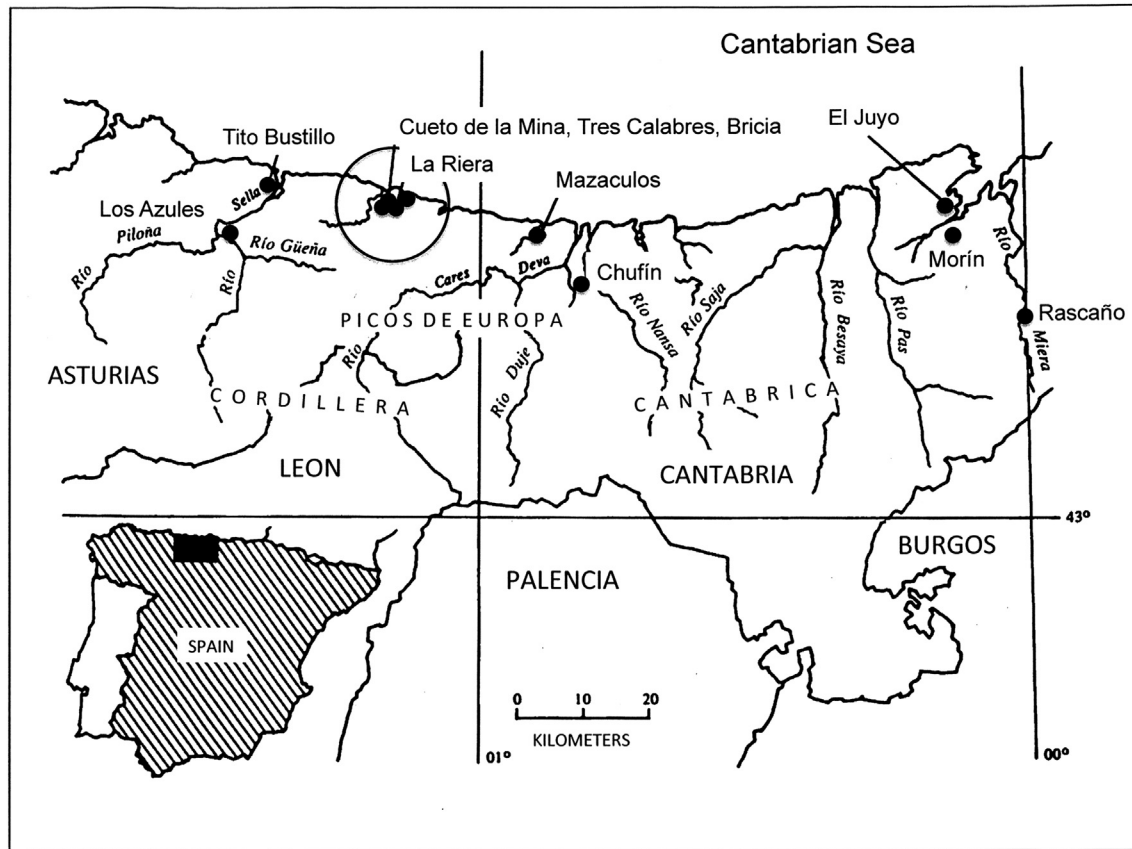 Cantabrian Sea
Cueto de la Mina, Tres Calabres, Bricia
El Juyo
Tito Bustillo
La Riera
Mazaculos
Sella
Los Azules
Piloña
Río Güeña
Río
Río
Cares
Deva
Chufín
Morín
Río
Rascaño
Miera
PICOS DE EUROPA
Río
Río Nansa
Río Saja
Río Besaya
Río Pas
Río Duje
ASTURIAS
CORDILLERA
CANTABRICA
LEON
CANTABRIA
43º
BURGOS
PALENCIA
SPAIN
0 10 20
KILOMETERS
01º
00º